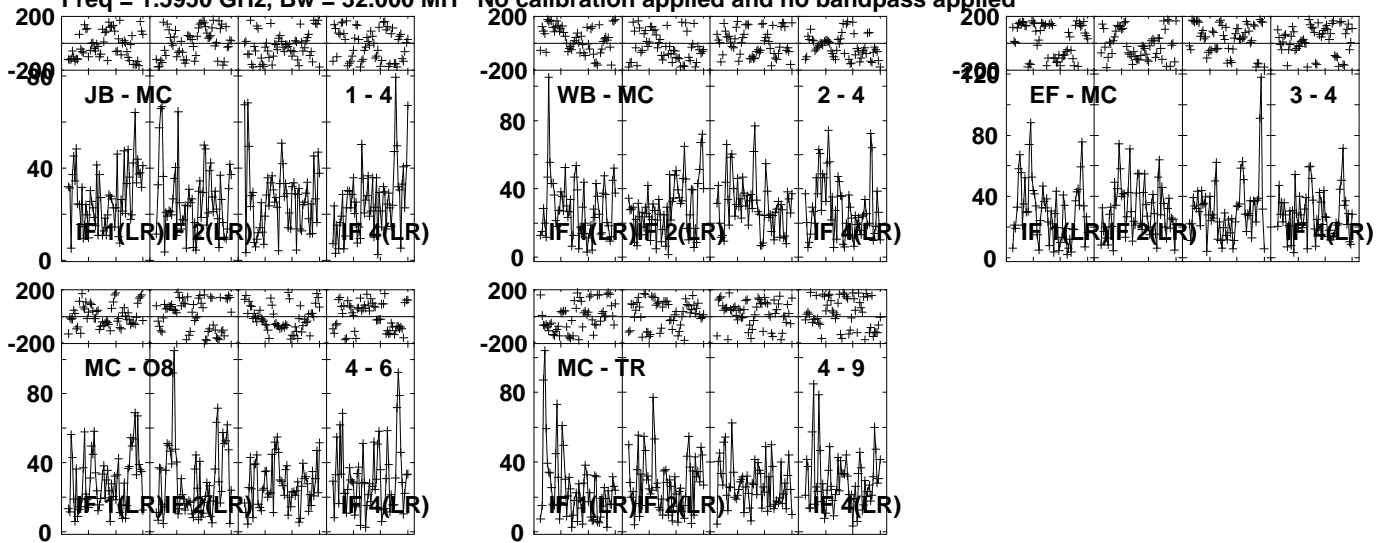 Freq = 1.5950 GHz, Bw = 32.000 MH No calibration applied and no bandpass applied
200
-200
80
40
0
JB - MC 1 - 4
IF 1(LR) IF 2(LR) IF 4(LR)
200
-200
80
40
0
WB - MC 2 - 4
IF 1(LR) IF 2(LR) IF 4(LR)
200
-200
120
80
40
0
EF - MC 3 - 4
IF 1(LR) IF 2(LR) IF 4(LR)
200
-200
80
40
0
MC - O8 4 - 6
IF 1(LR) IF 2(LR) IF 4(LR)
200
-200
80
40
0
MC - TR 4 - 9
IF 1(LR) IF 2(LR) IF 4(LR)